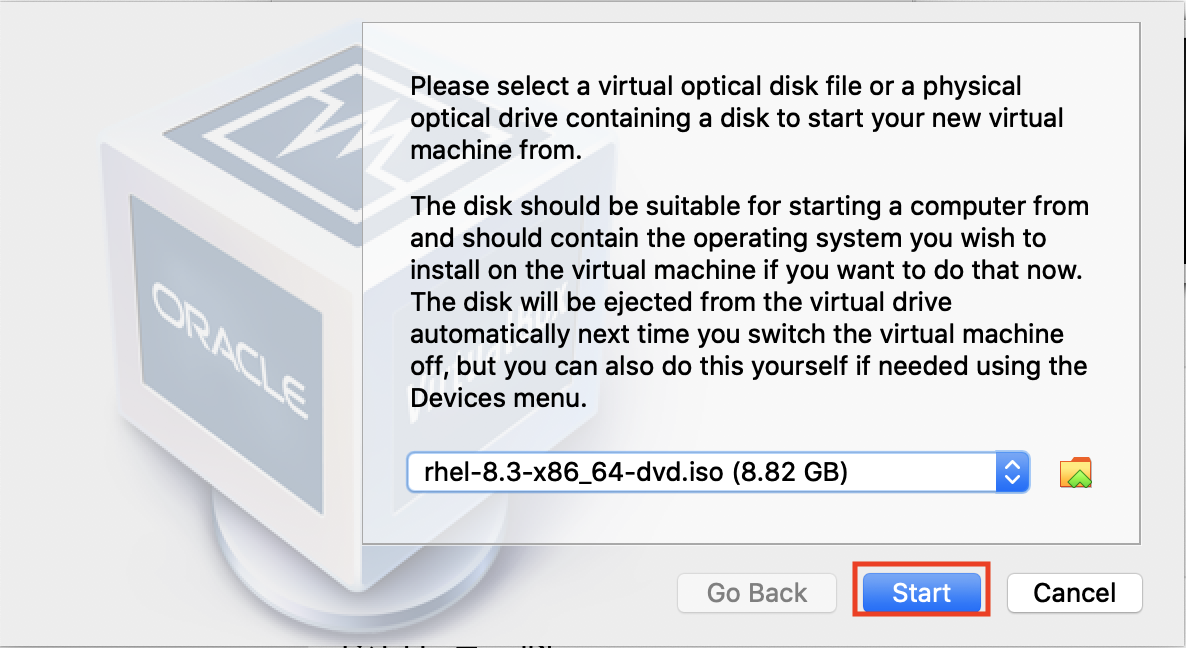 Please select a virtual optical disk file or a physical
optical drive containing a disk to start your new virtual
machine from.
The disk should be suitable for starting a computer from
and should contain the operating system you wish to
install on the virtual machine if you want to do that now.
The disk will be ejected from the virtual drive
automatically next time you switch the virtual machine
off, but you can also do this yourself if needed using the
Devices menu.
ORACLE
VirtualBox
rhel-8.3-x86_64-dvd.iso (8.82 GB)
Go Back
Start
Cancel